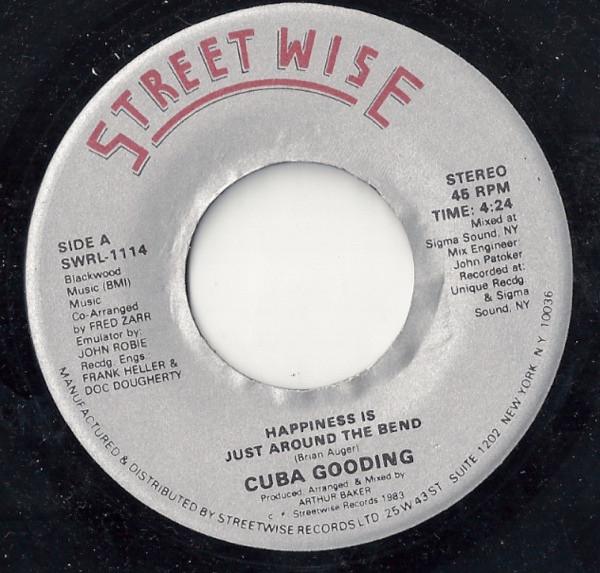 STREETWISE
SIDE A
SWRL-1114
Blackwood
Music (BMI)
Music
Co-Arranged
by FRED ZARR
Emulator by:
JOHN ROBIE
Recdg. Engs
FRANK HELLER &
DOC DOUGHERTY
STEREO
45 RPM
TIME: 4:24
Mixed at
Sigma Sound, NY
Mix Engineer:
John Patoker
Recorded at:
Unique Recdg
& Sigma
Sound, NY
HAPPINESS IS
JUST AROUND THE BEND
(Brian Auger)
CUBA GOODING
Produced, Arranged & Mixed by
ARTHUR BAKER
c P. Streetwise Records 1983
MANUFACTURED & DISTRIBUTED BY STREETWISE RECORDS LTD 25 W 43 ST SUITE 1202 NEW YORK NY 10036